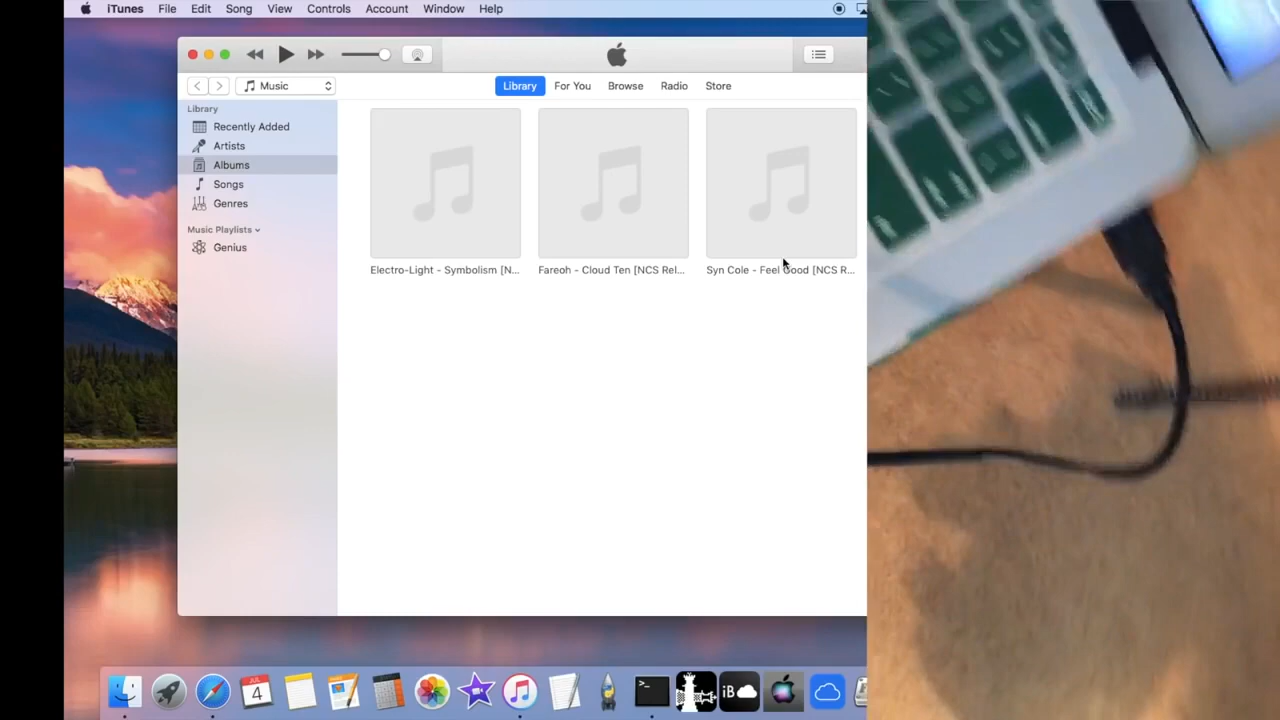 iTunes File Edit Song View Controls Account Window Help
Music
Library For You Browse Radio Store
Library
Recently Added
Artists
Albums
Songs
Genres
Music Playlists
Genius
Electro-Light - Symbolism [N...
Fareoh - Cloud Ten [NCS Rel...
Syn Cole - Feel Good [NCS R...
JUL
4
>_
iB